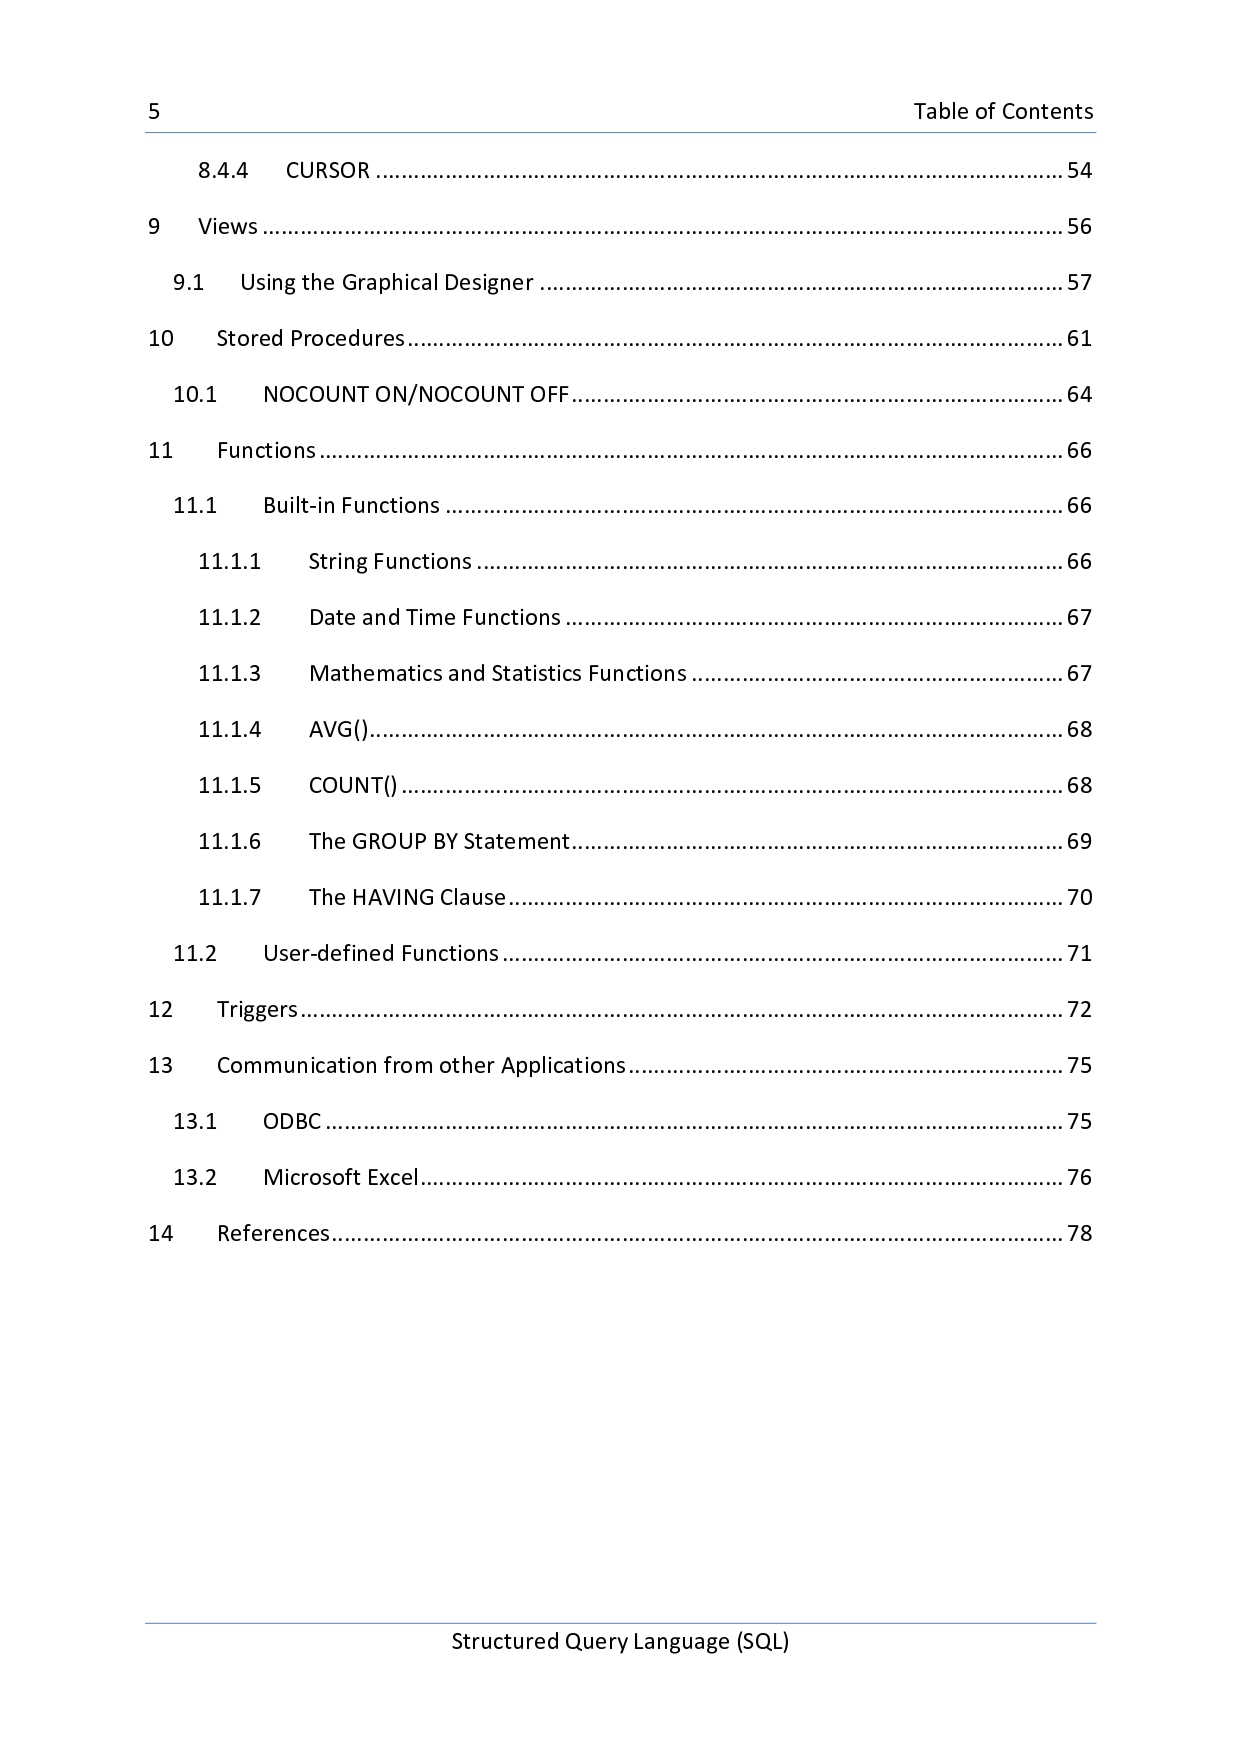 5 Table of Contents
8.4.4 CURSOR ........................................................ 54
9 Views ........................................................ 56
9.1 Using the Graphical Designer ........................................................ 57
10 Stored Procedures ........................................................ 61
10.1 NOCOUNT ON/NOCOUNT OFF ........................................................ 64
11 Functions ........................................................ 66
11.1 Built-in Functions ........................................................ 66
11.1.1 String Functions ........................................................ 66
11.1.2 Date and Time Functions ........................................................ 67
11.1.3 Mathematics and Statistics Functions ........................................................ 67
11.1.4 AVG() ........................................................ 68
11.1.5 COUNT() ........................................................ 68
11.1.6 The GROUP BY Statement ........................................................ 69
11.1.7 The HAVING Clause ........................................................ 70
11.2 User-defined Functions ........................................................ 71
12 Triggers ........................................................ 72
13 Communication from other Applications ........................................................ 75
13.1 ODBC ........................................................ 75
13.2 Microsoft Excel ........................................................ 76
14 References ........................................................ 78
Structured Query Language (SQL)